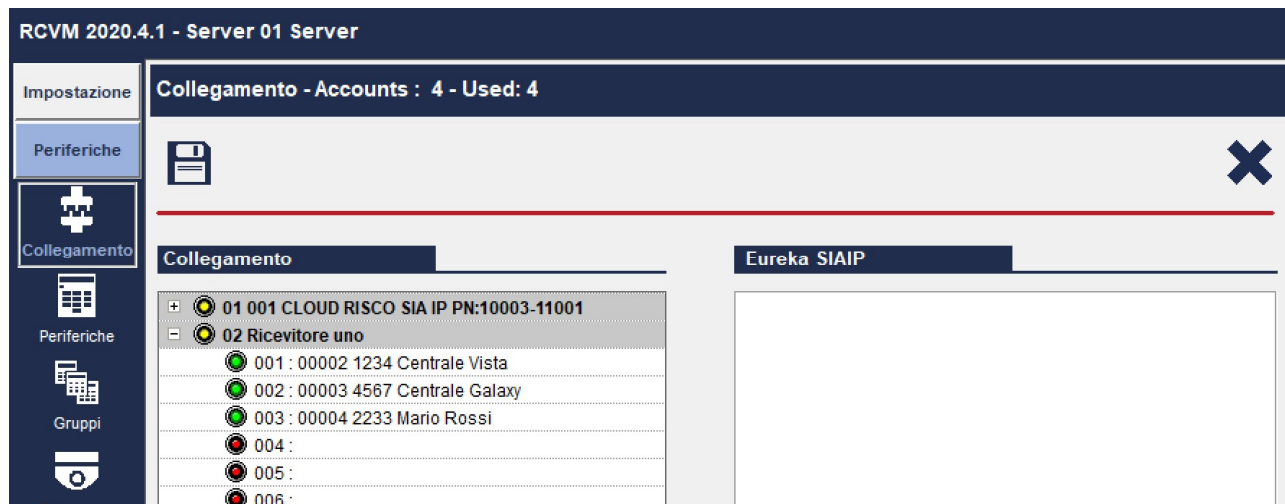 RCVM 2020.4.1 - Server 01 Server
Impostazione
Collegamento - Accounts : 4 - Used: 4
Periferiche
Collegamento
Periferiche
Gruppi
Collegamento
01 001 CLOUD RISCO SIA IP PN:10003-11001
02 Ricevitore uno
001 : 00002 1234 Centrale Vista
002 : 00003 4567 Centrale Galaxy
003 : 00004 2233 Mario Rossi
004 :
005 :
006 :
Eureka SIAIP